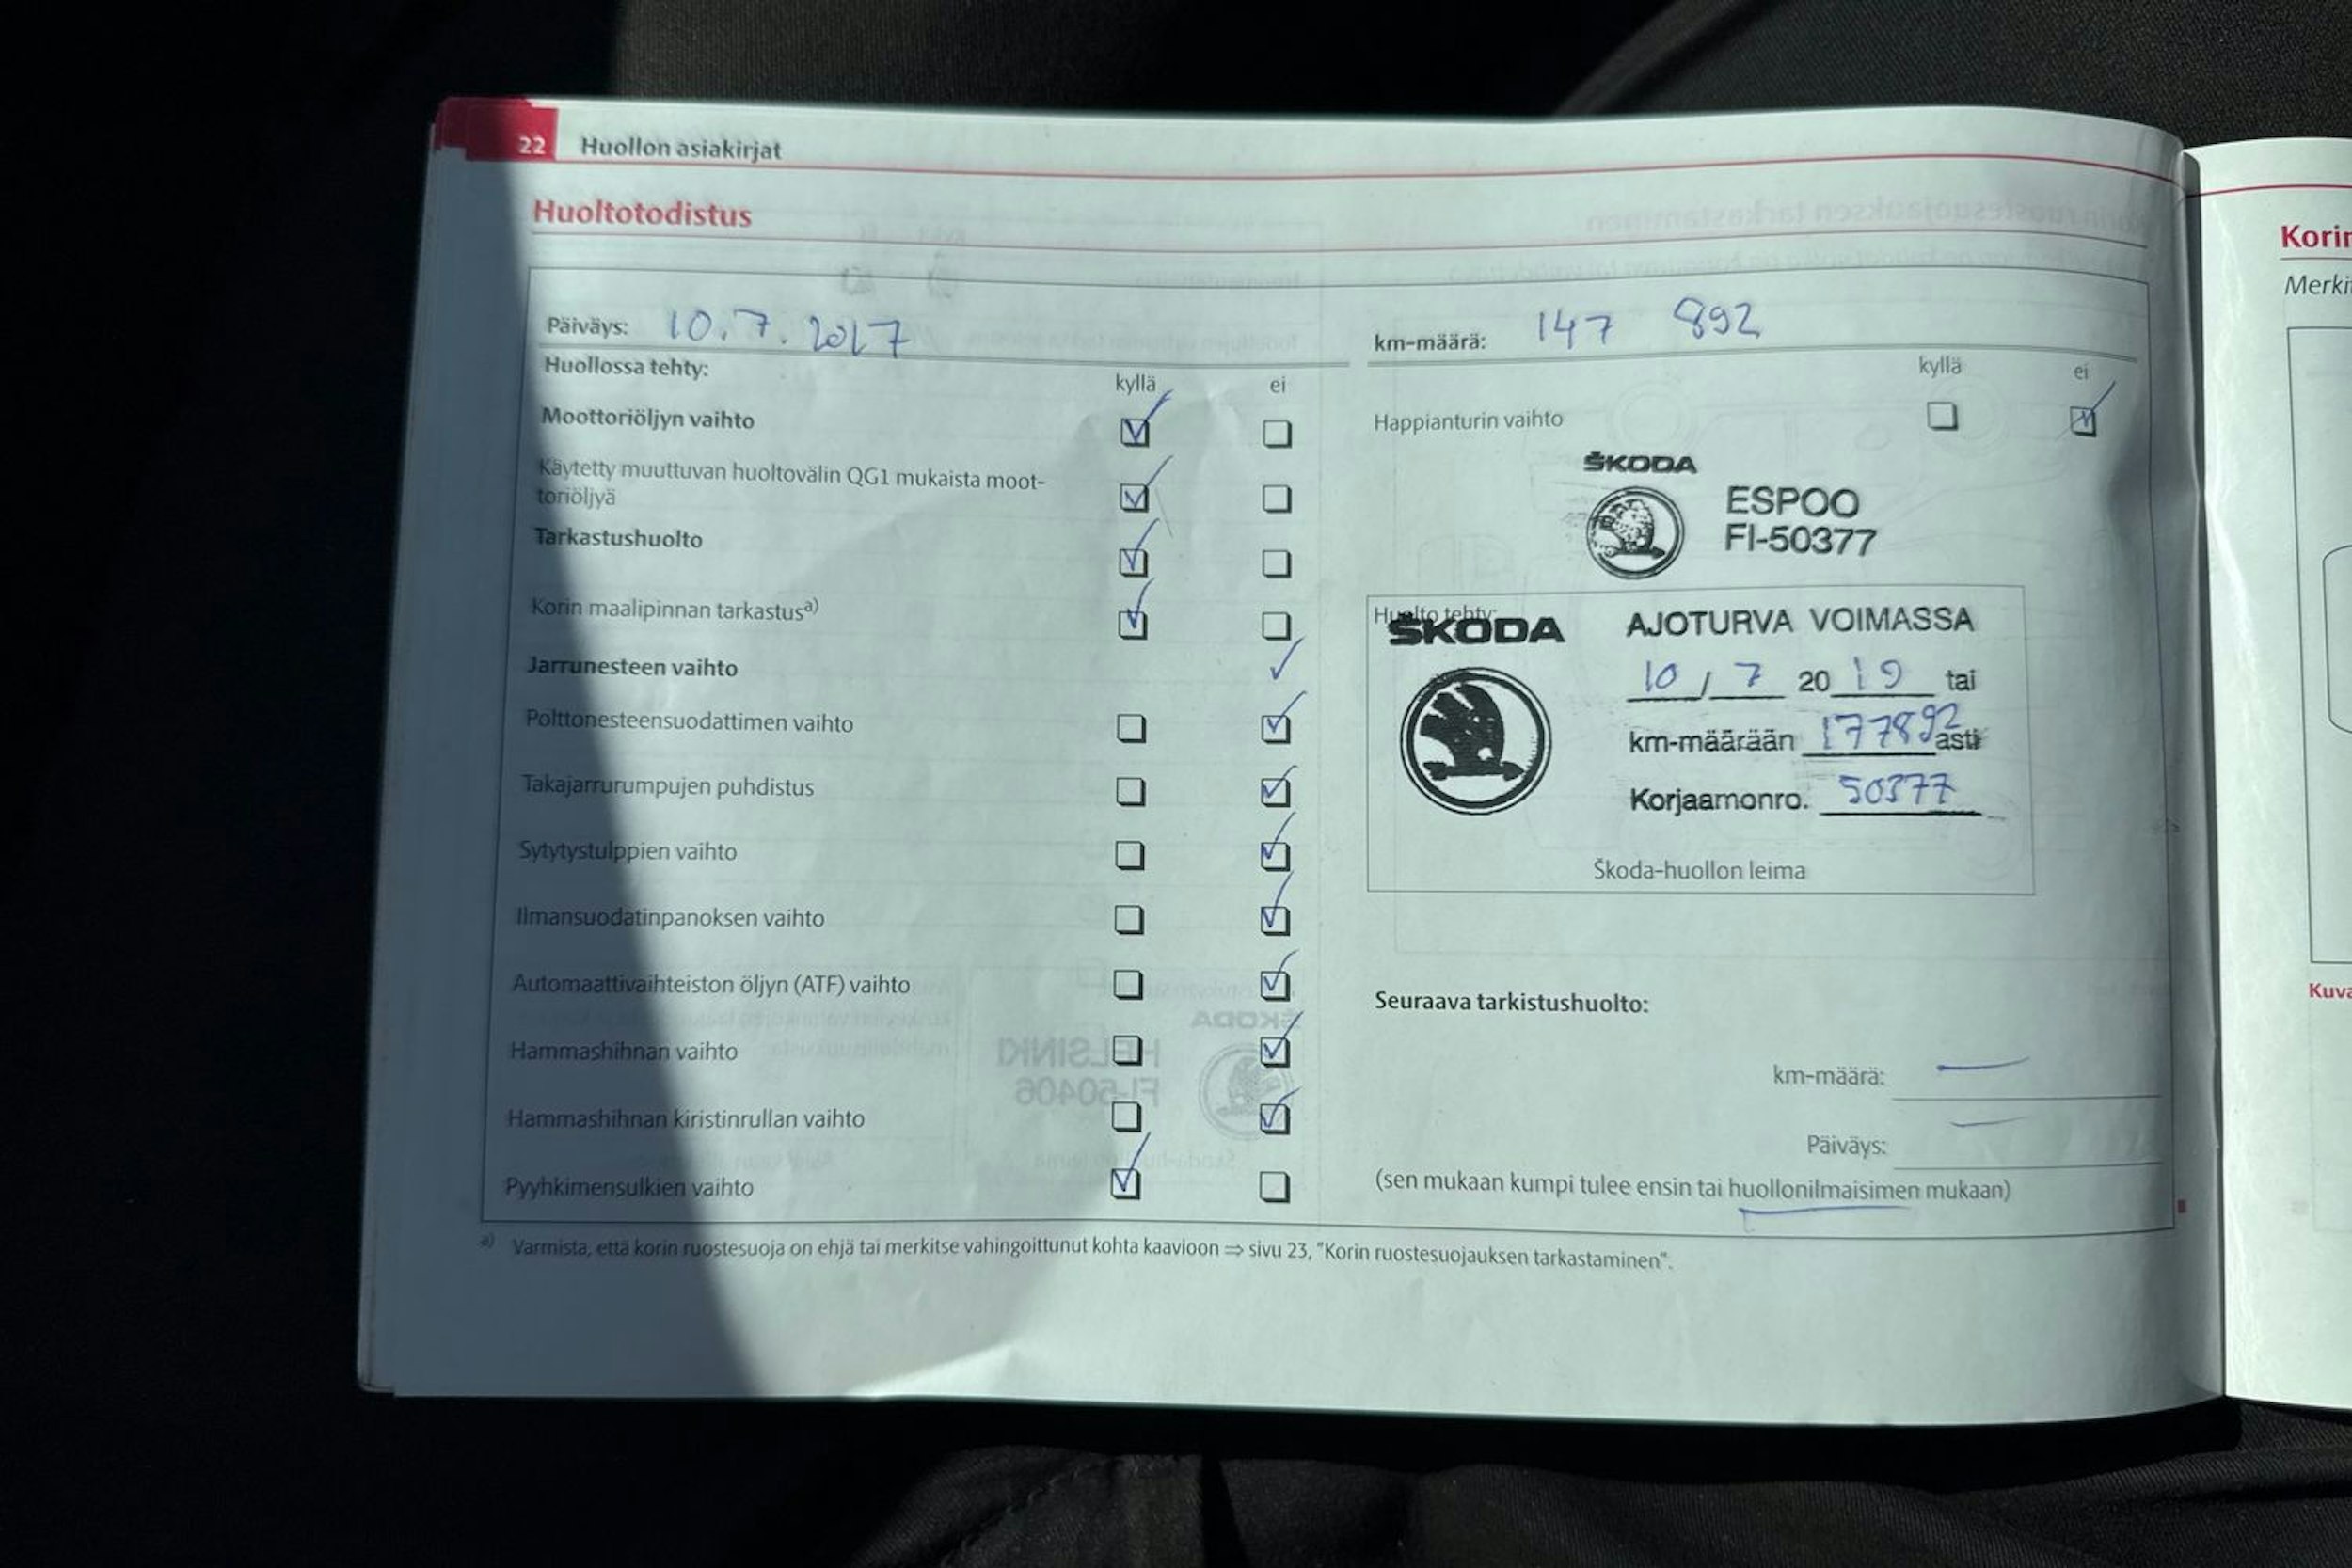 22 Huollon asiakirjat
Huoltotodistus
Päiväys: 10.7.2017
Huollossa tehty:
kyllä ei
Moottoriöljyn vaihto
Käytetty muuttuvan huoltovälin QG1 mukaista moot-
toriöljyä
Tarkastushuolto
Korin maalipinnan tarkastusa)
Jarrunesteen vaihto
Polttonesteensuodattimen vaihto
Takajarrurumpujen puhdistus
Sytytystulppien vaihto
Ilmansuodatinpanoksen vaihto
Automaattivaihteiston öljyn (ATF) vaihto
Hammashihnan vaihto
Hammashihnan kiristinrullan vaihto
Pyyhkimensulkien vaihto
km-määrä: 147 892
kyllä ei
Happianturin vaihto
ŠKODA
ESPOO
FI-50377
Huolto tehty:
ŠKODA
AJOTURVA VOIMASSA
10 / 7 2019 tai
km-määrään 177892 asti
Korjaamonro. 50377
Škoda-huollon leima
Seuraava tarkistushuolto:
km-määrä: —
Päiväys: —
(sen mukaan kumpi tulee ensin tai huollonilmaisimen mukaan)
a) Varmista, että korin ruostesuoja on ehjä tai merkitse vahingoittunut kohta kaavioon ⇒ sivu 23, "Korin ruostesuojauksen tarkastaminen".